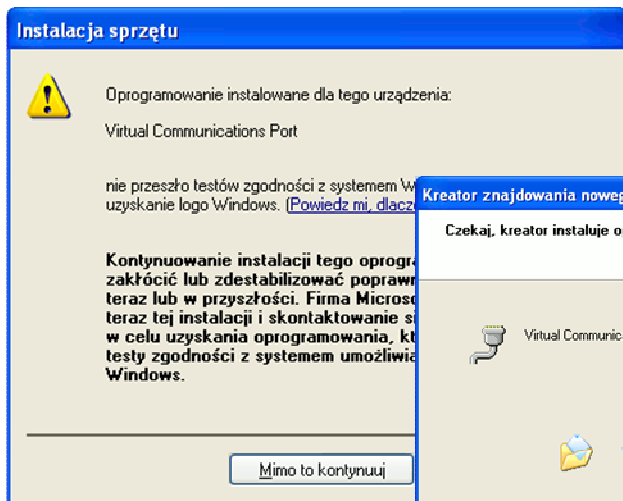 Instalacja sprzętu
Oprogramowanie instalowane dla tego urządzenia:
Virtual Communications Port
nie przeszło testów zgodności z systemem W
uzyskanie logo Windows. (Powiedz mi, dlacz
Kontynuowanie instalacji tego oprogra
zakłócić lub zdestabilizować poprawn
teraz lub w przyszłości. Firma Microso
teraz tej instalacji i skontaktowanie si
w celu uzyskania oprogramowania, kt
testy zgodności z systemem umożliwia
Windows.
Mimo to kontynuuj
Kreator znajdowania noweg
Czekaj, kreator instaluje o
Virtual Communic